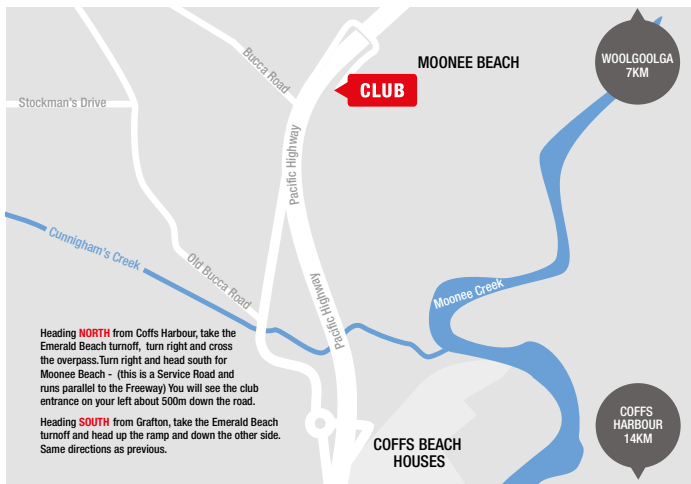 MOONEE BEACH
WOOLGOOLGA
7KM
Bucca Road
CLUB
Stockman's Drive
Pacific Highway
Cunnigham's Creek
Old Bucca Road
Moonee Creek
Pacific Highway
Heading NORTH from Coffs Harbour, take the
Emerald Beach turnoff, turn right and cross
the overpass.Turn right and head south for
Moonee Beach - (this is a Service Road and
runs parallel to the Freeway) You will see the club
entrance on your left about 500m down the road.
Heading SOUTH from Grafton, take the Emerald Beach
turnoff and head up the ramp and down the other side.
Same directions as previous.
COFFS BEACH
HOUSES
COFFS
HARBOUR
14KM